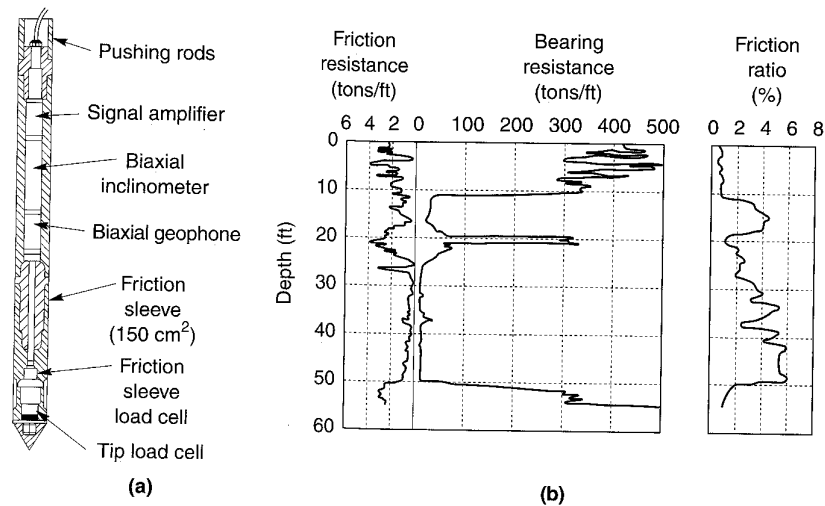 Pushing rods
Signal amplifier
Biaxial
inclinometer
Biaxial geophone
Friction
sleeve
(150 cm²)
Friction
sleeve
load cell
Tip load cell
(a)
Friction
resistance
(tons/ft)
Bearing
resistance
(tons/ft)
Friction
ratio
(%)
6 4 2 0 100 200 300 400 500
0 2 4 6 8
0
10
20
30
40
50
60
Depth (ft)
(b)